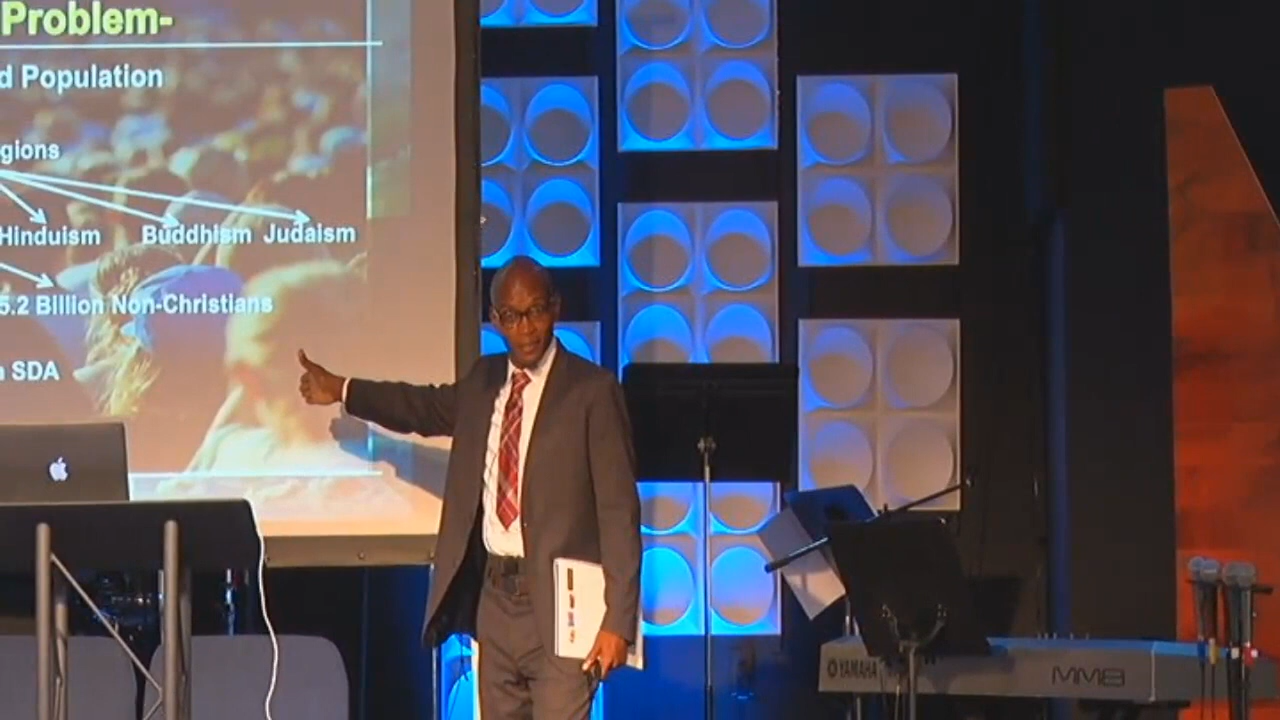 Problem-
d Population
gions
Hinduism Buddhism Judaism
5.2 Billion Non-Christians
n SDA
YAMAHA MM8